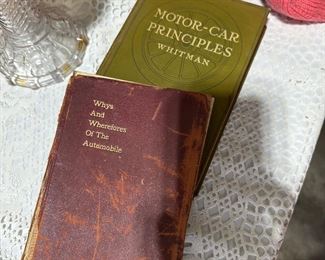 MOTOR-CAR
PRINCIPLES
WHITMAN
Whys
And
Wherefores
Of The
Automobile